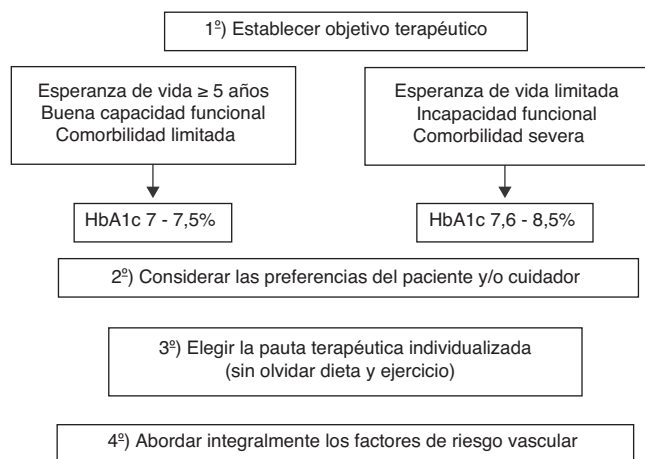 1º) Establecer objetivo terapéutico
Esperanza de vida ≥ 5 años
Buena capacidad funcional
Comorbilidad limitada
Esperanza de vida limitada
Incapacidad funcional
Comorbilidad severa
HbA1c 7 - 7,5%
HbA1c 7,6 - 8,5%
2º) Considerar las preferencias del paciente y/o cuidador
3º) Elegir la pauta terapéutica individualizada
(sin olvidar dieta y ejercicio)
4º) Abordar integralmente los factores de riesgo vascular